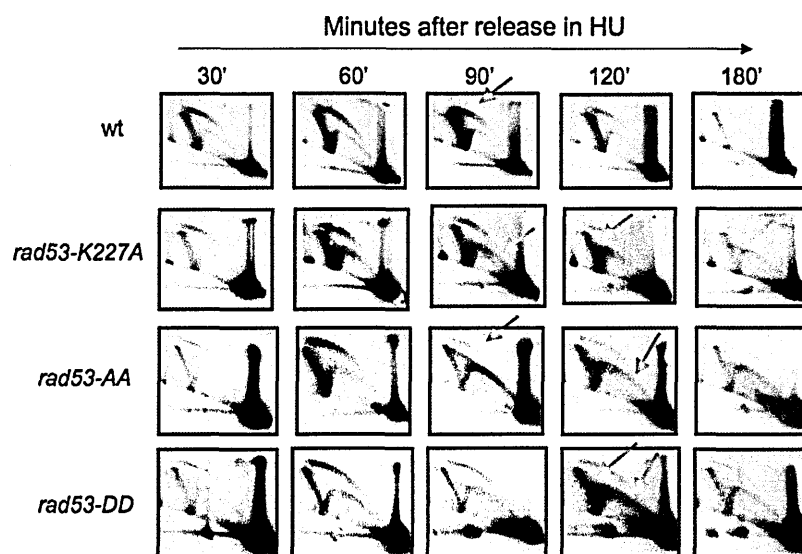 Minutes after release in HU
30' 60' 90' 120' 180'
wt
rad53-K227A
rad53-AA
rad53-DD